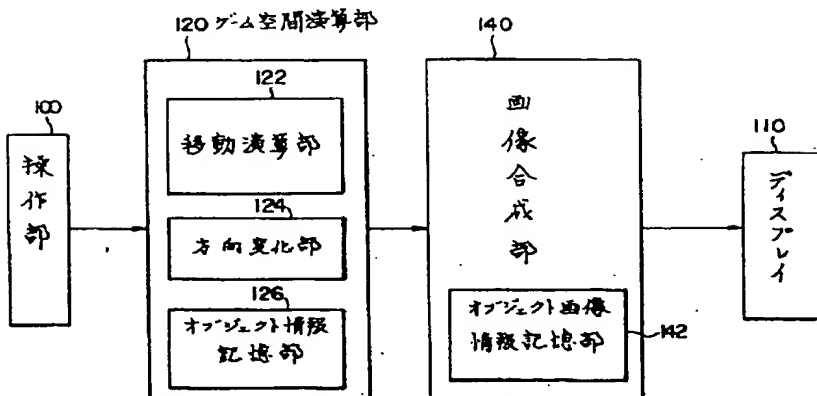 120 ゲーム空間演算部
140
122
移動演算部
100
操作部
画像合成部
110
ディスプレイ
124
方向変化部
126
オブジェクト情報
記憶部
オブジェクト画像
情報記憶部
142